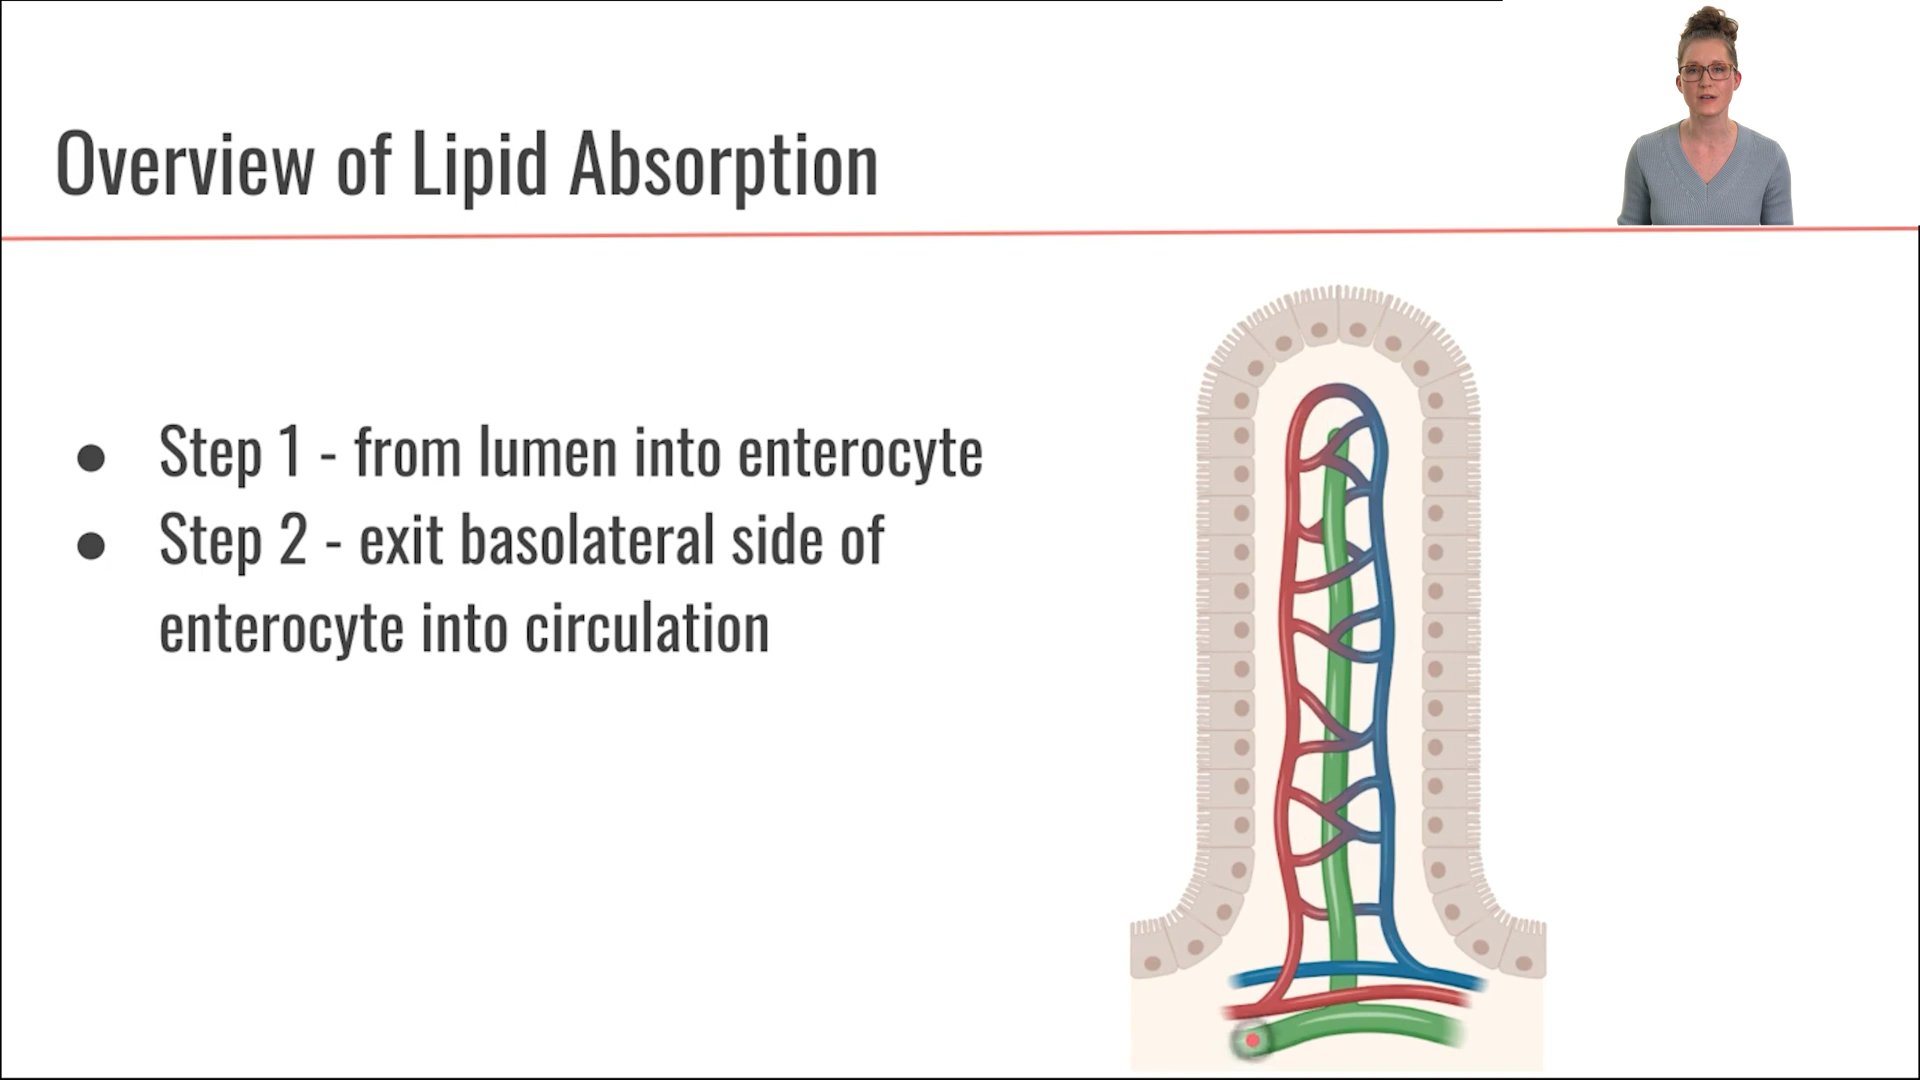 Overview of Lipid Absorption
● Step 1 - from lumen into enterocyte
● Step 2 - exit basolateral side of
enterocyte into circulation